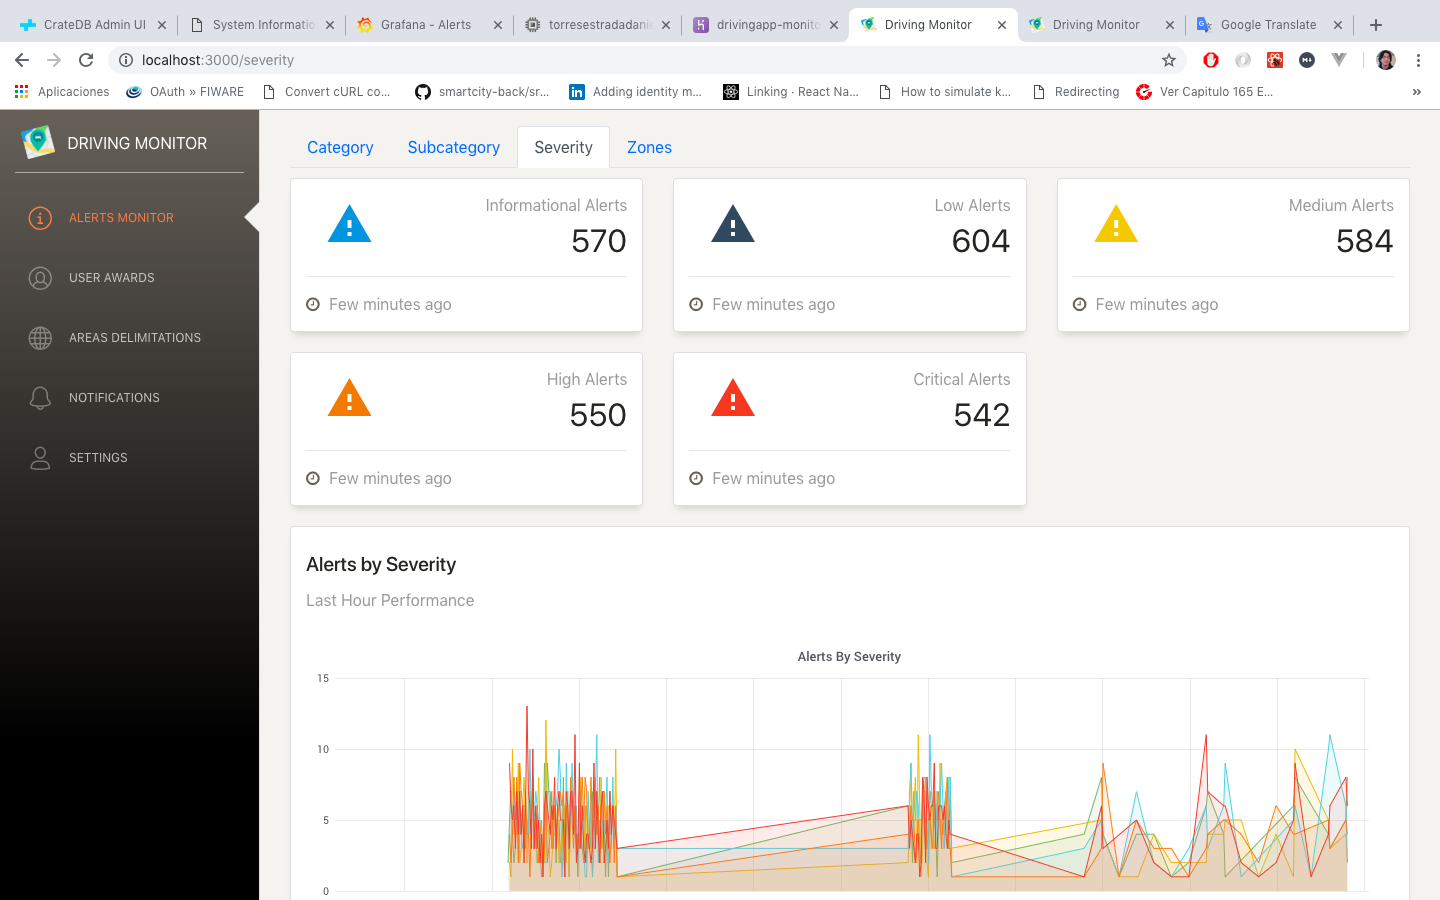 CrateDB Admin UI
System Informatio
Grafana - Alerts
torresestradadanie
drivingapp-monito
Driving Monitor
Driving Monitor
Google Translate
localhost:3000/severity
Aplicaciones
OAuth » FIWARE
Convert cURL co...
smartcity-back/sr...
Adding identity m...
Linking · React Na...
How to simulate k...
Redirecting
Ver Capitulo 165 E...
»
DRIVING MONITOR
ALERTS MONITOR
USER AWARDS
AREAS DELIMITATIONS
NOTIFICATIONS
SETTINGS
Category
Subcategory
Severity
Zones
Informational Alerts
570
Few minutes ago
Low Alerts
604
Few minutes ago
Medium Alerts
584
Few minutes ago
High Alerts
550
Few minutes ago
Critical Alerts
542
Few minutes ago
Alerts by Severity
Last Hour Performance
Alerts By Severity
15
10
5
0